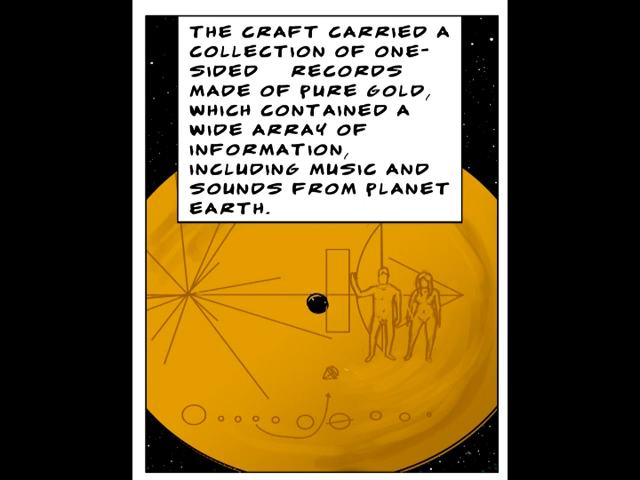 THE CRAFT CARRIED A
COLLECTION OF ONE-
SIDED RECORDS
MADE OF PURE GOLD,
WHICH CONTAINED A
WIDE ARRAY OF
INFORMATION,
INCLUDING MUSIC AND
SOUNDS FROM PLANET
EARTH.